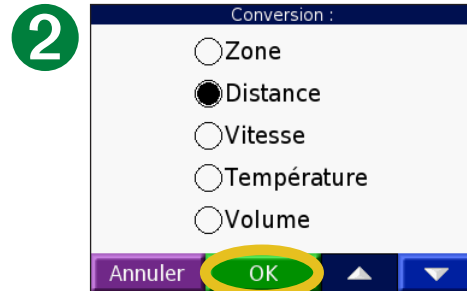 2
Conversion :
Zone
Distance
Vitesse
Température
Volume
Annuler OK